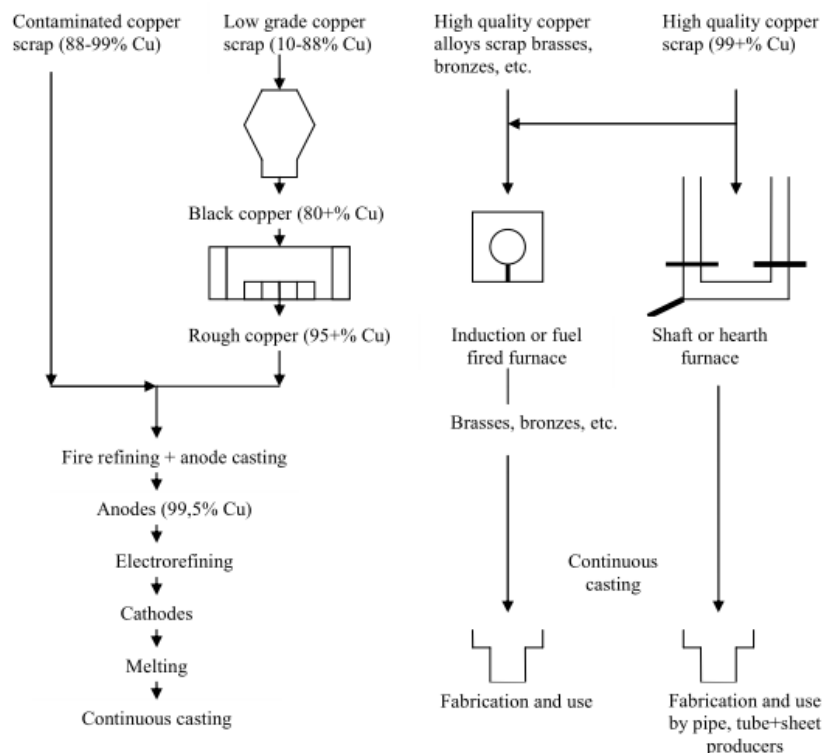 Contaminated copper
scrap (88-99% Cu)
Low grade copper
scrap (10-88% Cu)
High quality copper
alloys scrap brasses,
bronzes, etc.
High quality copper
scrap (99+% Cu)
Black copper (80+% Cu)
Rough copper (95+% Cu)
Induction or fuel
fired furnace
Shaft or hearth
furnace
Brasses, bronzes, etc.
Fire refining + anode casting
Anodes (99,5% Cu)
Electrorefining
Cathodes
Melting
Continuous casting
Continuous
casting
Fabrication and use
Fabrication and use
by pipe, tube+sheet
producers